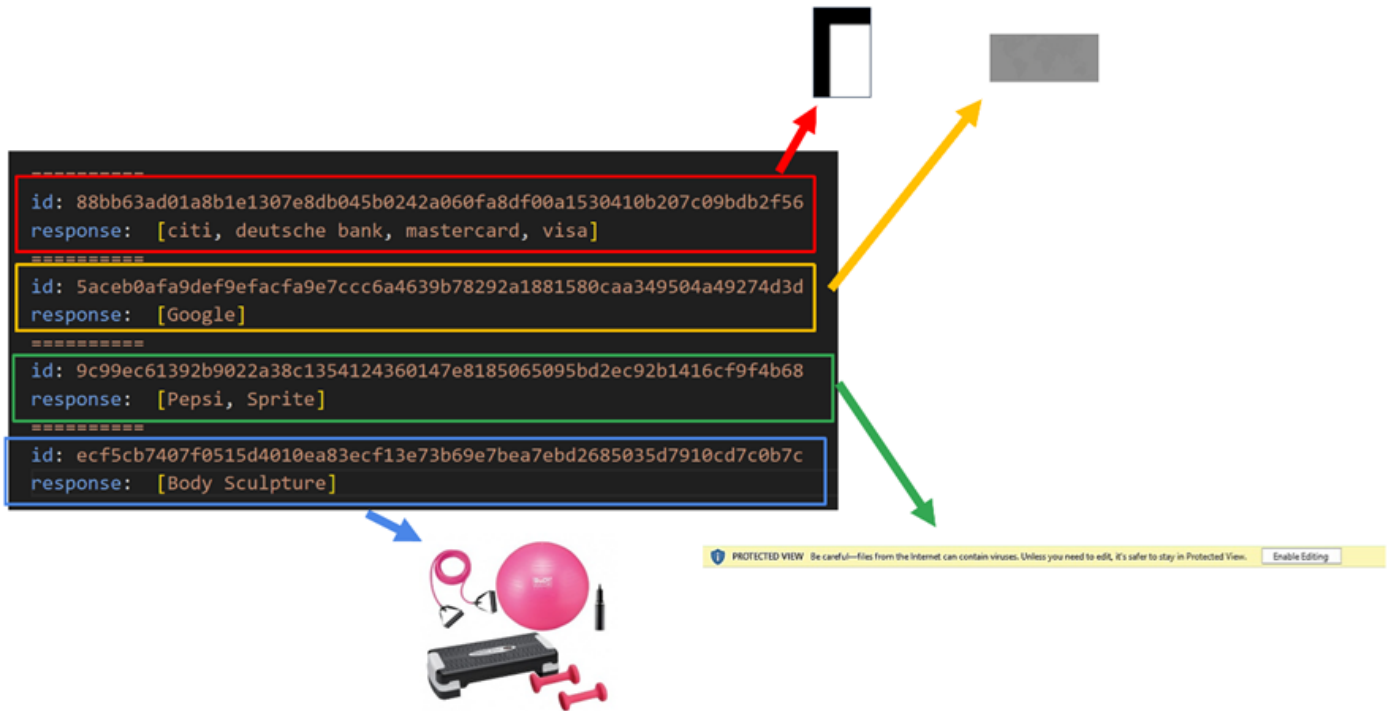 ==========
id: 88bb63ad01a8b1e1307e8db045b0242a060fa8df00a1530410b207c09bdb2f56
response: [citi, deutsche bank, mastercard, visa]
==========
id: 5aceb0afa9def9efacfa9e7ccc6a4639b78292a1881580caa349504a49274d3d
response: [Google]
==========
id: 9c99ec61392b9022a38c1354124360147e8185065095bd2ec92b1416cf9f4b68
response: [Pepsi, Sprite]
==========
id: ecf5cb7407f0515d4010ea83ecf13e73b69e7bea7ebd2685035d7910cd7c0b7c
response: [Body Sculpture]
PROTECTED VIEW Be careful—files from the Internet can contain viruses. Unless you need to edit, it's safer to stay in Protected View. Enable Editing